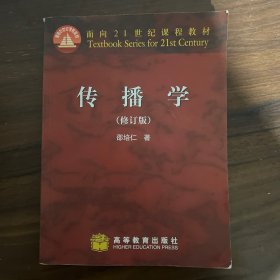 面向21世纪课程教材
Textbook Series for 21st Century
传播学
(修订版)
邵培仁 著
高等教育出版社
HIGHER EDUCATION PRESS